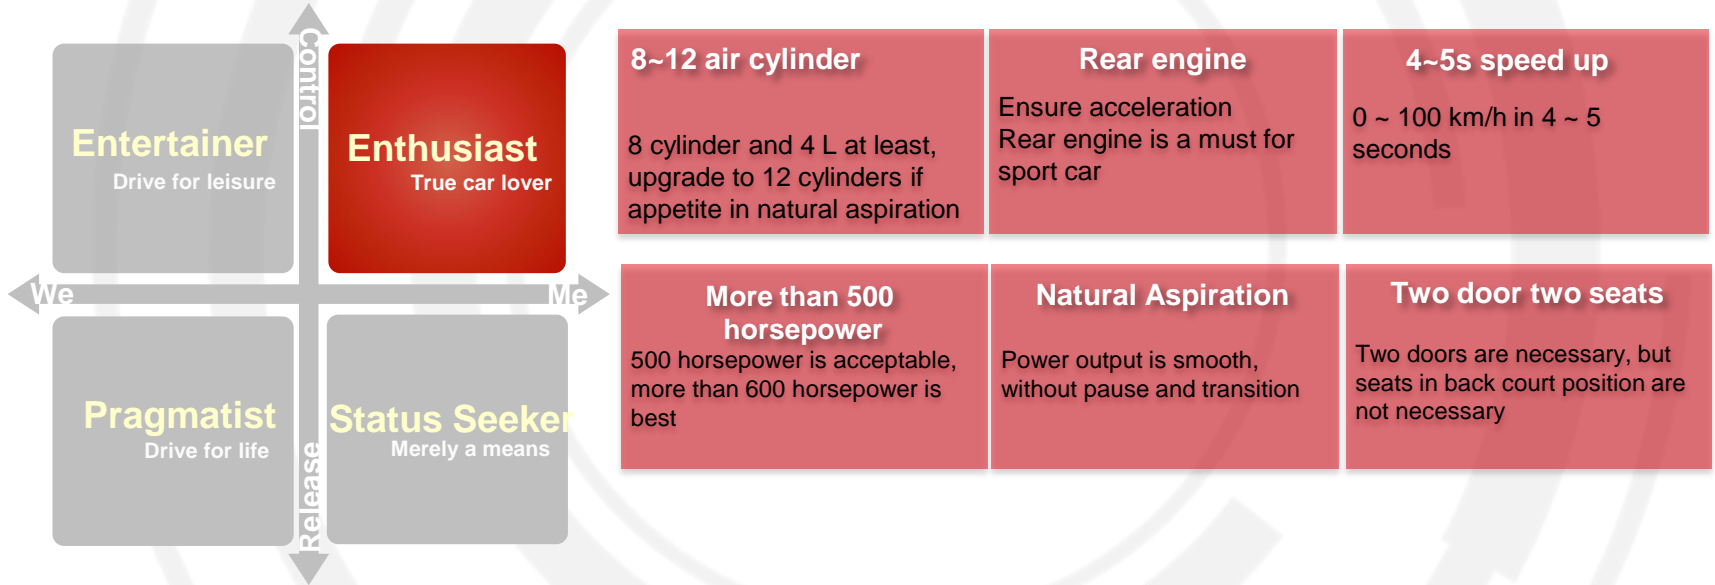 Control
Entertainer
Drive for leisure
Enthusiast
True car lover
We
Me
Pragmatist
Drive for life
Status Seeker
Merely a means
Release
8~12 air cylinder
8 cylinder and 4 L at least,
upgrade to 12 cylinders if
appetite in natural aspiration
Rear engine
Ensure acceleration
Rear engine is a must for
sport car
4~5s speed up
0 ~ 100 km/h in 4 ~ 5
seconds
More than 500
horsepower
500 horsepower is acceptable,
more than 600 horsepower is
best
Natural Aspiration
Power output is smooth,
without pause and transition
Two door two seats
Two doors are necessary, but
seats in back court position are
not necessary